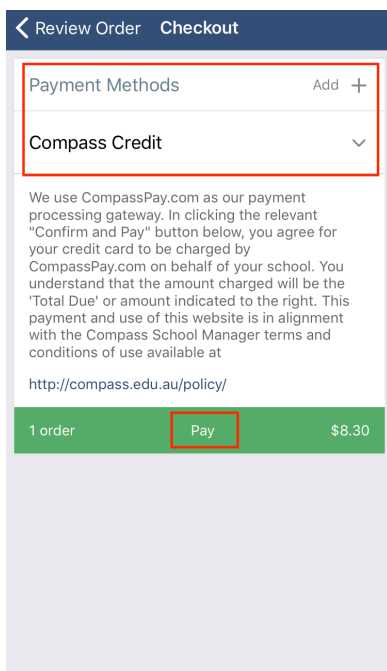 Review Order Checkout
Payment Methods Add +
Compass Credit
We use CompassPay.com as our payment
processing gateway. In clicking the relevant
"Confirm and Pay" button below, you agree for
your credit card to be charged by
CompassPay.com on behalf of your school. You
understand that the amount charged will be the
'Total Due' or amount indicated to the right. This
payment and use of this website is in alignment
with the Compass School Manager terms and
conditions of use available at
http://compass.edu.au/policy/
1 order Pay $8.30